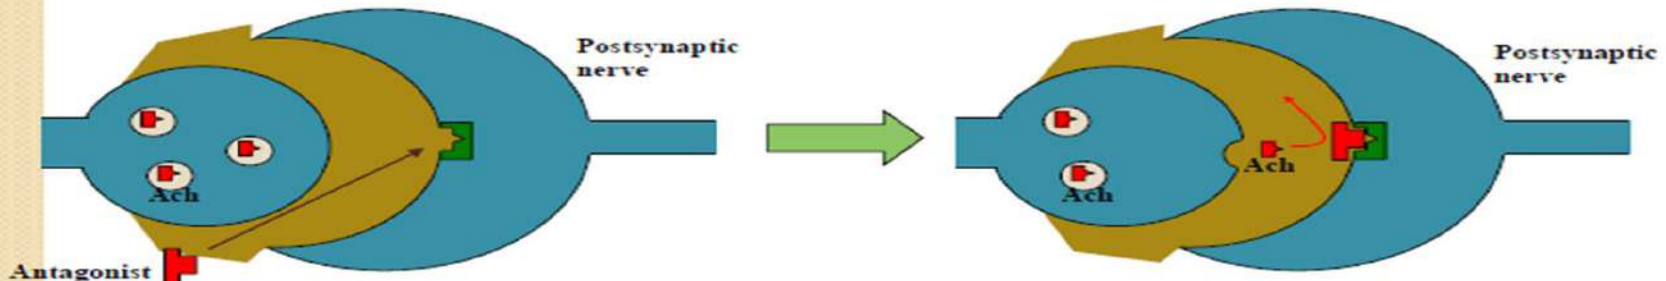 Postsynaptic
nerve
Ach
Antagonist
Postsynaptic
nerve
Ach
Ach